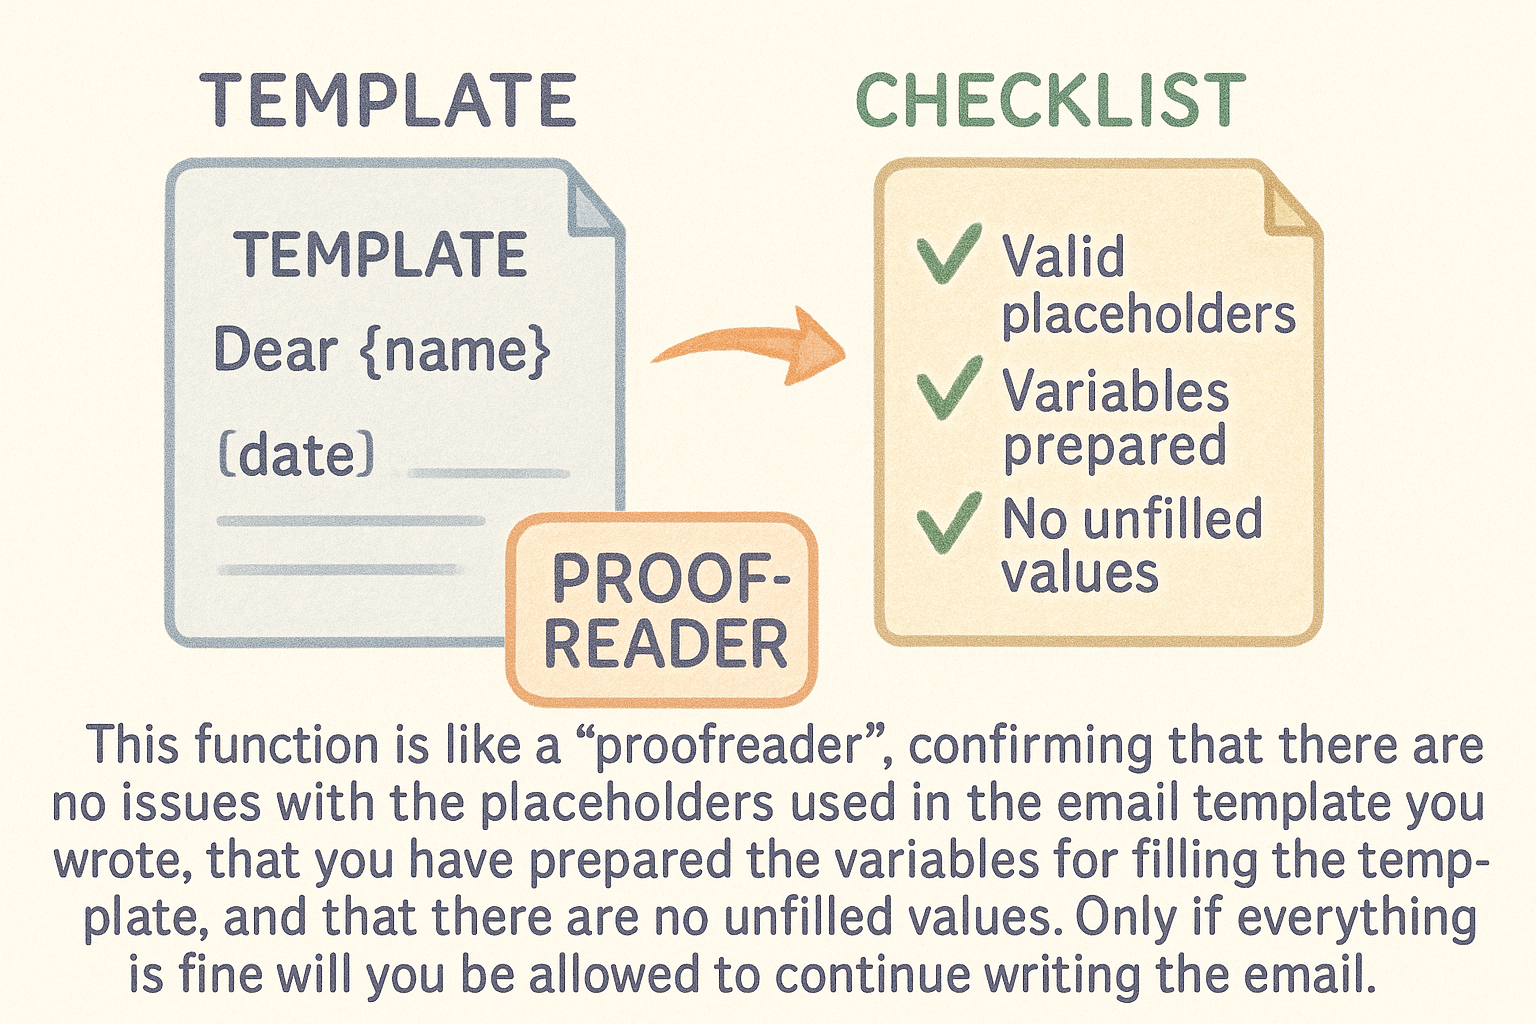 TEMPLATE
CHECKLIST
TEMPLATE
Dear {name}
(date)
PROOF-
READER
Valid
placeholders
Variables
prepared
No unfilled
values
This function is like a “proofreader”, confirming that there are
no issues with the placeholders used in the email template you
wrote, that you have prepared the variables for filling the temp-
plate, and that there are no unfilled values. Only if everything
is fine will you be allowed to continue writing the email.